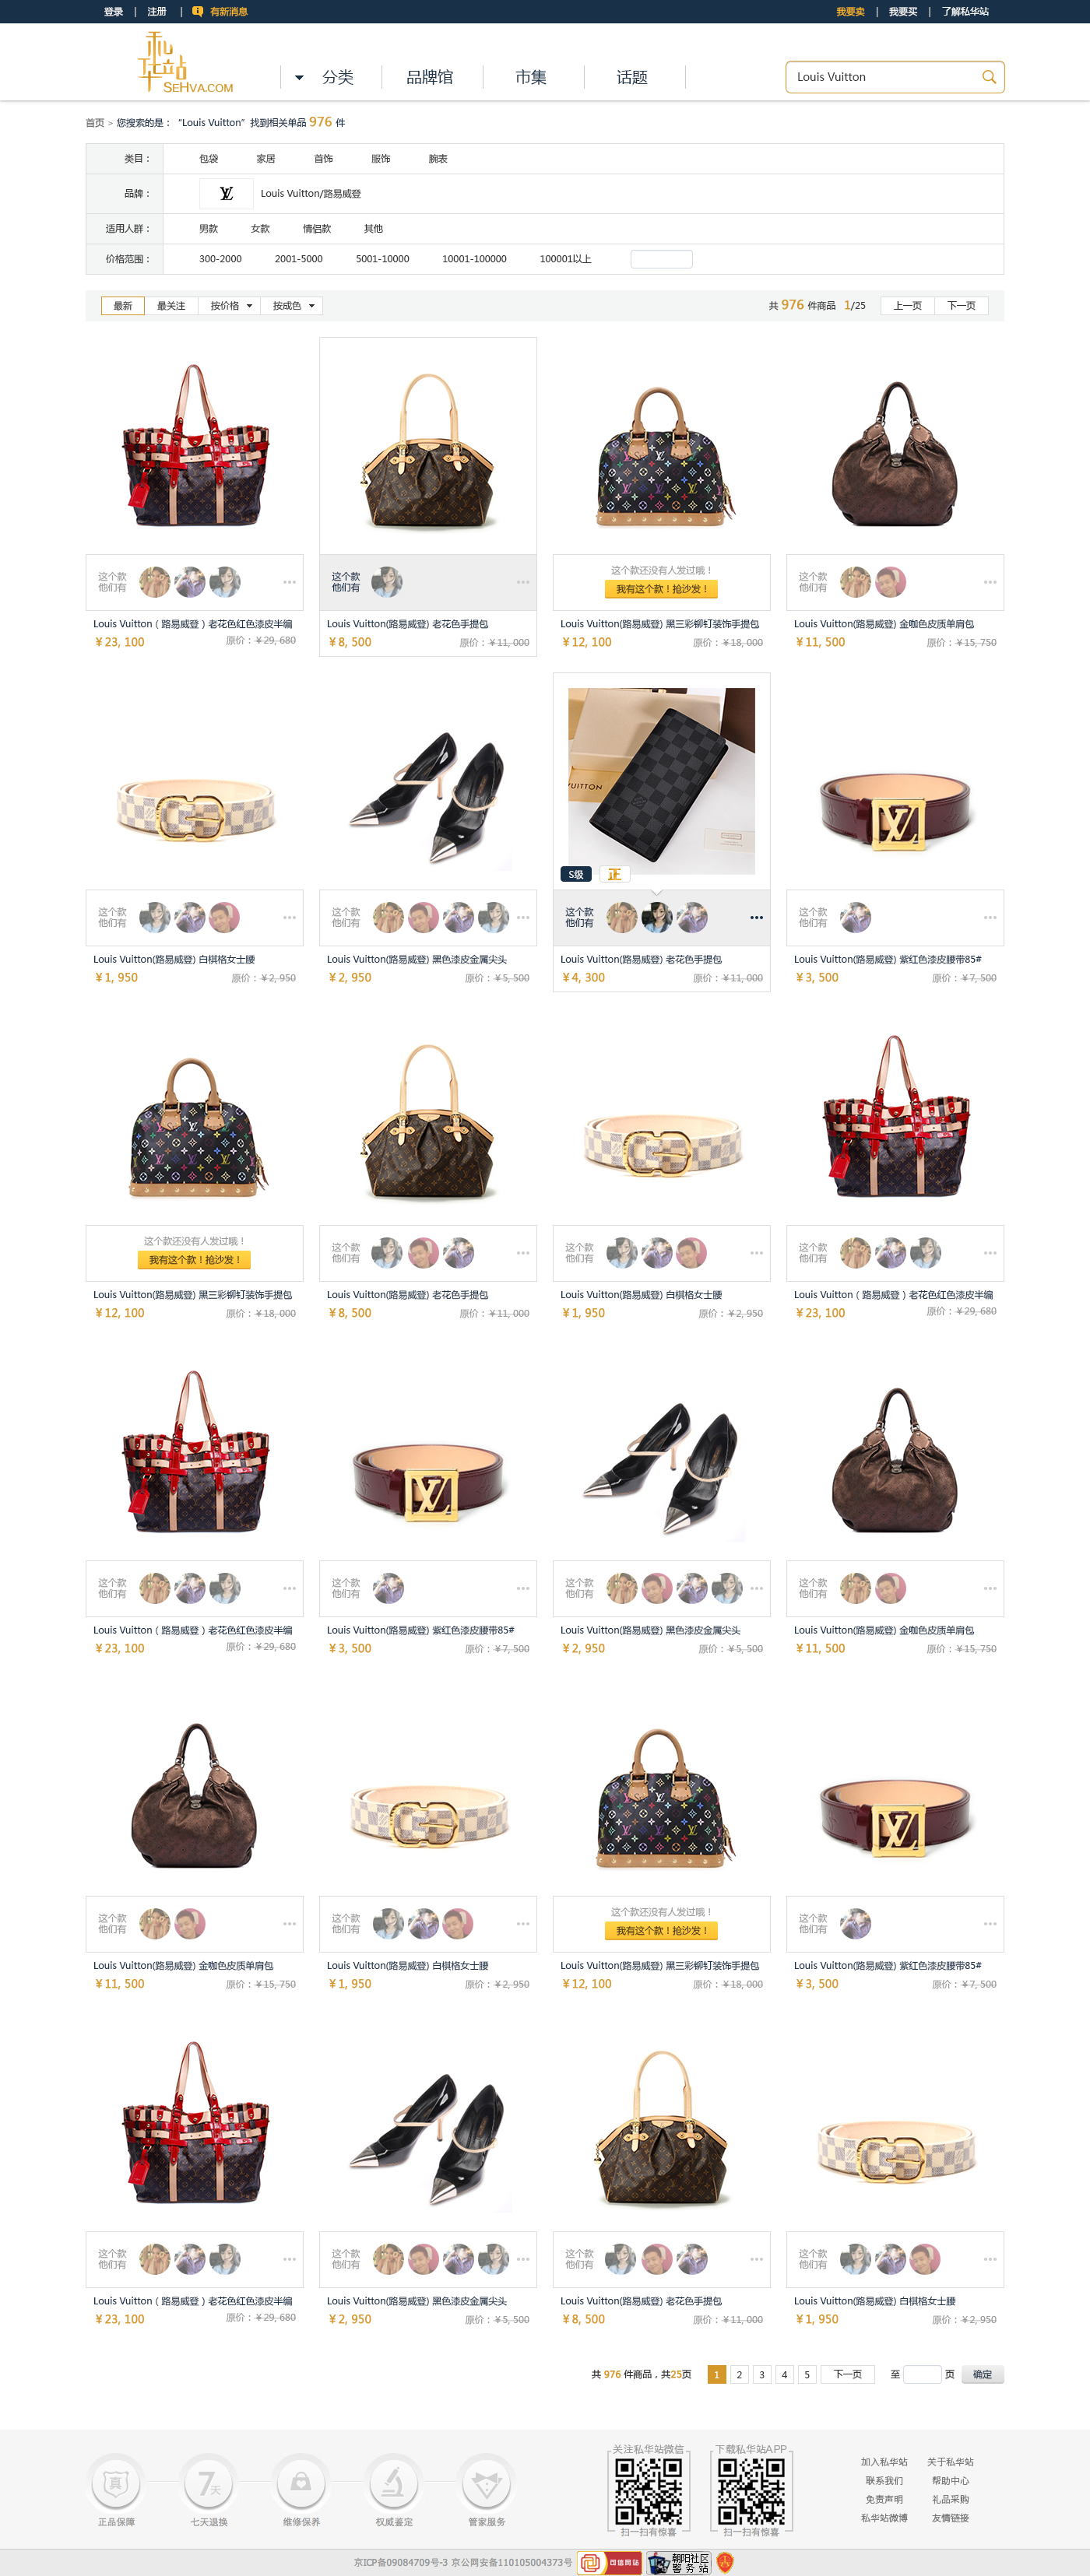 登录 | 注册 | 有新消息 我要卖 | 我要买 | 了解私华站
私华站 SEHVA.COM
分类 品牌馆 市集 话题 Louis Vuitton
首页 > 您搜索的是： “Louis Vuitton” 找到相关单品 976 件
类目： 包袋 家居 首饰 服饰 腕表
品牌： LV Louis Vuitton/路易威登
适用人群： 男款 女款 情侣款 其他
价格范围： 300-2000 2001-5000 5001-10000 10001-100000 100001以上
最新 最关注 按价格 按成色 共 976 件商品 1/25 上一页 下一页
这个款 这个款 这个款还没有人发过哦！ 这个款
他们有 他们有 我有这个款！抢沙发！ 他们有
Louis Vuitton（路易威登）老花色红色漆皮半编 Louis Vuitton(路易威登) 老花色手提包 Louis Vuitton(路易威登) 黑三彩铆钉装饰手提包 Louis Vuitton(路易威登) 金咖色皮质单肩包
¥23, 100 原价：¥29, 680 ¥8, 500 原价：¥11, 000 ¥12, 100 原价：¥18, 000 ¥11, 500 原价：¥15, 750
VUITTON
S级 正
这个款 这个款 这个款 这个款
他们有 他们有 他们有 他们有
Louis Vuitton(路易威登) 白棋格女士腰 Louis Vuitton(路易威登) 黑色漆皮金属尖头 Louis Vuitton(路易威登) 老花色手提包 Louis Vuitton(路易威登) 紫红色漆皮腰带85#
¥1, 950 原价：¥2, 950 ¥2, 950 原价：¥5, 500 ¥4, 300 原价：¥11, 000 ¥3, 500 原价：¥7, 500
这个款还没有人发过哦！ 这个款 这个款 这个款
我有这个款！抢沙发！ 他们有 他们有 他们有
Louis Vuitton(路易威登) 黑三彩铆钉装饰手提包 Louis Vuitton(路易威登) 老花色手提包 Louis Vuitton(路易威登) 白棋格女士腰 Louis Vuitton（路易威登）老花色红色漆皮半编
¥12, 100 原价：¥18, 000 ¥8, 500 原价：¥11, 000 ¥1, 950 原价：¥2, 950 ¥23, 100 原价：¥29, 680
这个款 这个款 这个款 这个款
他们有 他们有 他们有 他们有
Louis Vuitton（路易威登）老花色红色漆皮半编 Louis Vuitton(路易威登) 紫红色漆皮腰带85# Louis Vuitton(路易威登) 黑色漆皮金属尖头 Louis Vuitton(路易威登) 金咖色皮质单肩包
¥23, 100 原价：¥29, 680 ¥3, 500 原价：¥7, 500 ¥2, 950 原价：¥5, 500 ¥11, 500 原价：¥15, 750
这个款 这个款 这个款还没有人发过哦！ 这个款
他们有 他们有 我有这个款！抢沙发！ 他们有
Louis Vuitton(路易威登) 金咖色皮质单肩包 Louis Vuitton(路易威登) 白棋格女士腰 Louis Vuitton(路易威登) 黑三彩铆钉装饰手提包 Louis Vuitton(路易威登) 紫红色漆皮腰带85#
¥11, 500 原价：¥15, 750 ¥1, 950 原价：¥2, 950 ¥12, 100 原价：¥18, 000 ¥3, 500 原价：¥7, 500
这个款 这个款 这个款 这个款
他们有 他们有 他们有 他们有
Louis Vuitton（路易威登）老花色红色漆皮半编 Louis Vuitton(路易威登) 黑色漆皮金属尖头 Louis Vuitton(路易威登) 老花色手提包 Louis Vuitton(路易威登) 白棋格女士腰
¥23, 100 原价：¥29, 680 ¥2, 950 原价：¥5, 500 ¥8, 500 原价：¥11, 000 ¥1, 950 原价：¥2, 950
共 976 件商品，共25页 1 2 3 4 5 下一页 至 页 确定
真 7天
正品保障 七天退换 维修保养 权威鉴定 管家服务
关注私华站微信 下载私华站APP
扫一扫有惊喜 扫一扫有惊喜
加入私华站 关于私华站
联系我们 帮助中心
免责声明 礼品采购
私华站微博 友情链接
京ICP备09084709号-3 京公网安备110105004373号 可信网站 朝阳社区
警务站